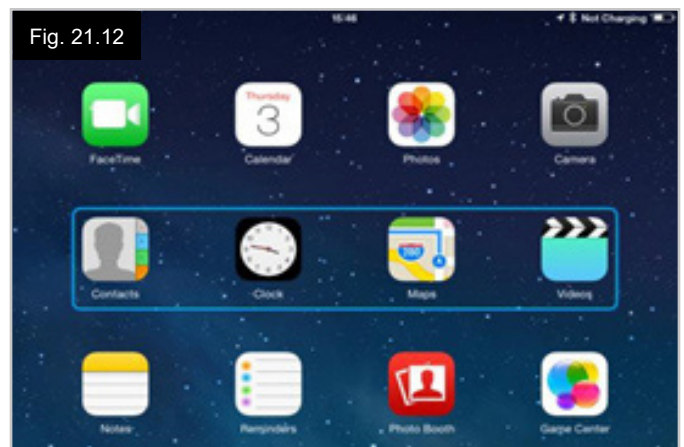 Fig. 21.12
15:46
Not Charging
Thursday
3
FaceTime
Calendar
Photos
Camera
280
Contacts
Clock
Maps
Videos
Notes
Reminders
Photo Booth
Game Center